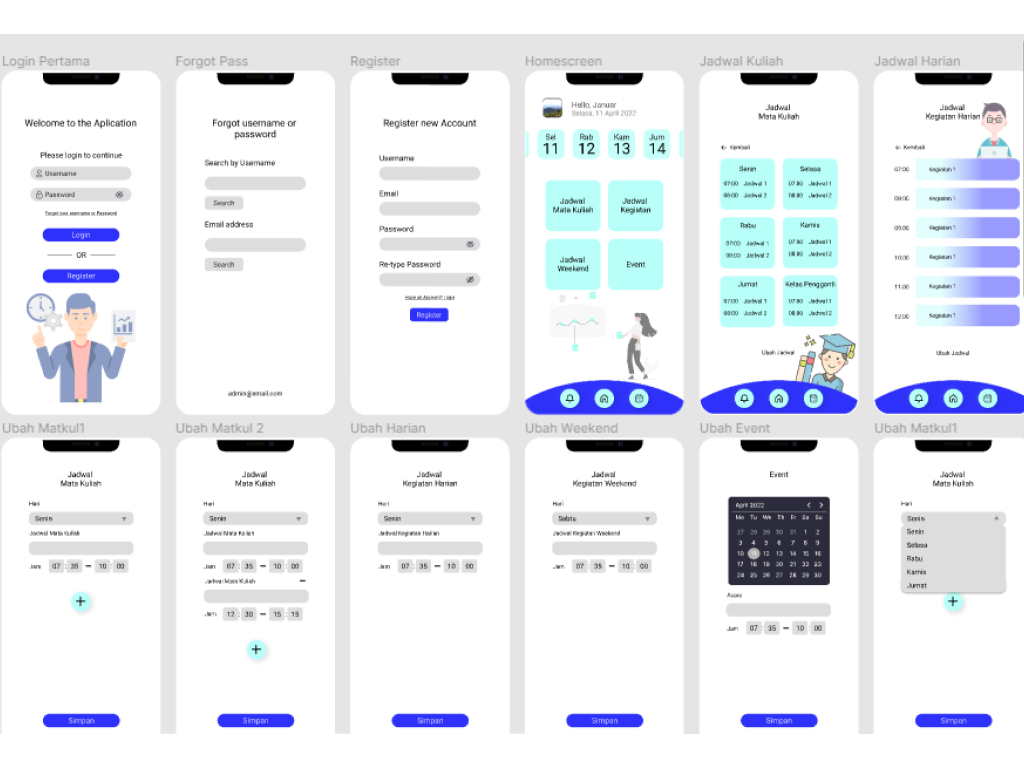 Login Pertama
Welcome to the Aplication
Please login to continue
Username
Password
Forgot your username or Password
Login
OR
Register
Forgot Pass
Forgot username or
password
Search by Username
Search
Email address
Search
admin@email.com
Register
Register new Account
Username
Email
Password
Re-type Password
Have an Account? Login
Register
Homescreen
Hello, Januar
Selasa, 11 April 2022
Sel
11
Rab
12
Kam
13
Jum
14
Jadwal
Mata Kuliah
Jadwal
Kegiatan
Jadwal
Weekend
Event
Jadwal Kuliah
Jadwal
Mata Kuliah
Kembali
Senin
07:00 Jadwal 1
08:00 Jadwal 2
Selasa
07:00 Jadwal 1
08:00 Jadwal 2
Rabu
07:00 Jadwal 1
08:00 Jadwal 2
Kamis
07:00 Jadwal 1
08:00 Jadwal 2
Jumat
07:00 Jadwal 1
08:00 Jadwal 2
Kelas Pengganti
07:00 Jadwal 1
08:00 Jadwal 2
Ubah Jadwal
Jadwal Harian
Jadwal
Kegiatan Harian
Kembali
07:00 Kegiatan 1
08:00 Kegiatan 1
09:00 Kegiatan 1
10:00 Kegiatan 1
11:00 Kegiatan 1
12:00 Kegiatan 1
Ubah Jadwal
Ubah Matkul1
Jadwal
Mata Kuliah
Hari
Senin
Jadwal Mata Kuliah
Jam 07 : 35 – 10 : 00
+
Simpan
Ubah Matkul 2
Jadwal
Mata Kuliah
Hari
Senin
Jadwal Mata Kuliah
Jam 07 : 35 – 10 : 00
Jadwal Mata Kuliah –
Jam 12 : 30 – 15 : 15
+
Simpan
Ubah Harian
Jadwal
Kegiatan Harian
Hari
Senin
Jadwal Kegiatan Harian
Jam 07 : 35 – 10 : 00
Simpan
Ubah Weekend
Jadwal
Kegiatan Weekend
Hari
Sabtu
Jadwal Kegiatan Weekend
Jam 07 : 35 – 10 : 00
Simpan
Ubah Event
Event
April 2022 < >
Mo Tu We Th Fr Sa Su
27 28 29 30 31 1 2
3 4 5 6 7 8 9
10 11 12 13 14 15 16
17 18 19 20 21 22 23
24 25 26 27 28 29 30
Acara
Jam 07 : 35 – 10 : 00
Simpan
Ubah Matkul1
Jadwal
Mata Kuliah
Hari
Senin
Senin
Selasa
Rabu
Kamis
Jumat
+
Simpan